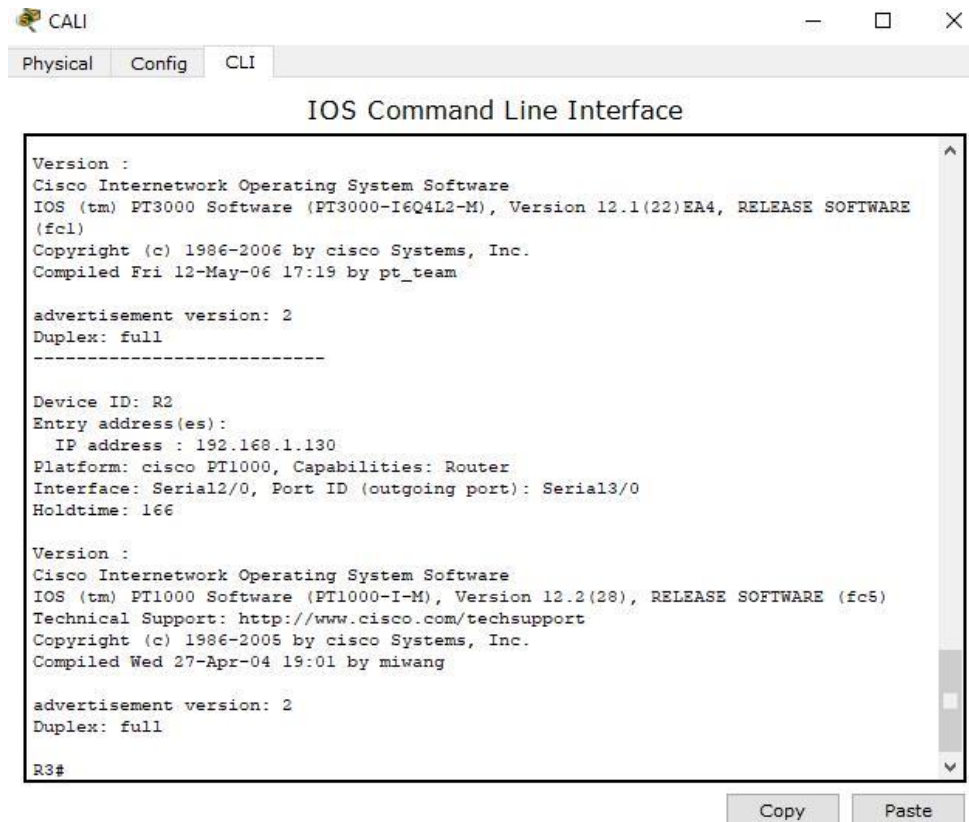 CALI
Physical Config CLI
IOS Command Line Interface
Version :
Cisco Internetwork Operating System Software
IOS (tm) PT3000 Software (PT3000-I6Q4L2-M), Version 12.1(22)EA4, RELEASE SOFTWARE
(fc1)
Copyright (c) 1986-2006 by cisco Systems, Inc.
Compiled Fri 12-May-06 17:19 by pt_team
advertisement version: 2
Duplex: full
---------------------------
Device ID: R2
Entry address(es):
IP address : 192.168.1.130
Platform: cisco PT1000, Capabilities: Router
Interface: Serial2/0, Port ID (outgoing port): Serial3/0
Holdtime: 166
Version :
Cisco Internetwork Operating System Software
IOS (tm) PT1000 Software (PT1000-I-M), Version 12.2(28), RELEASE SOFTWARE (fc5)
Technical Support: http://www.cisco.com/techsupport
Copyright (c) 1986-2005 by cisco Systems, Inc.
Compiled Wed 27-Apr-04 19:01 by miwang
advertisement version: 2
Duplex: full
R3#
Copy Paste